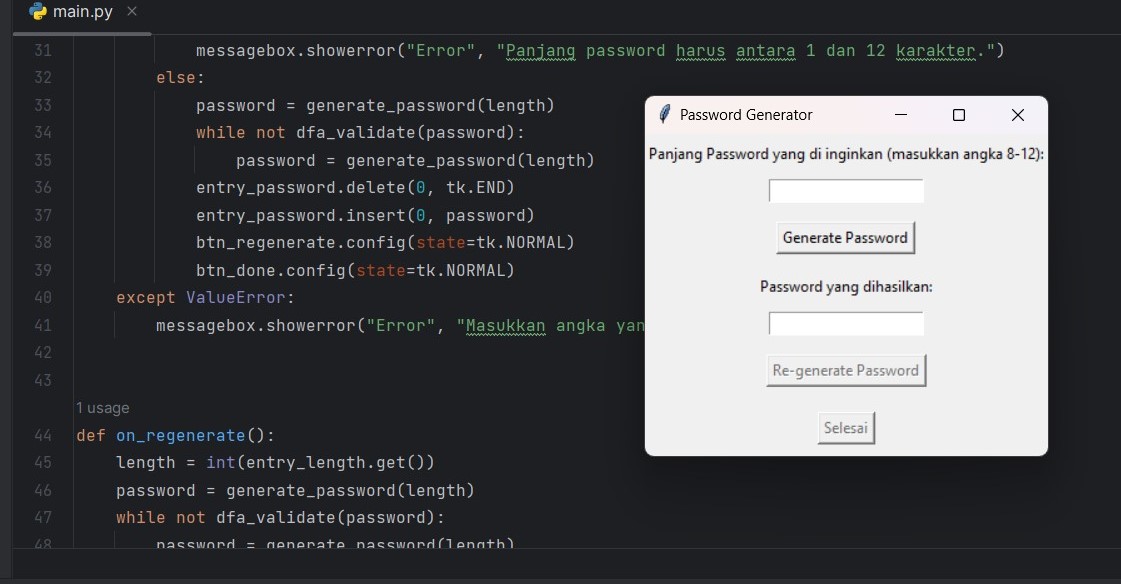 main.py
31 messagebox.showerror("Error", "Panjang password harus antara 1 dan 12 karakter.")
32 else:
33 password = generate_password(length)
34 while not dfa_validate(password):
35 password = generate_password(length)
36 entry_password.delete(0, tk.END)
37 entry_password.insert(0, password)
38 btn_regenerate.config(state=tk.NORMAL)
39 btn_done.config(state=tk.NORMAL)
40 except ValueError:
41 messagebox.showerror("Error", "Masukkan angka yan
42
43
1 usage
44 def on_regenerate():
45 length = int(entry_length.get())
46 password = generate_password(length)
47 while not dfa_validate(password):
48 password = generate_password(length)
Password Generator
Panjang Password yang di inginkan (masukkan angka 8-12):
Generate Password
Password yang dihasilkan:
Re-generate Password
Selesai